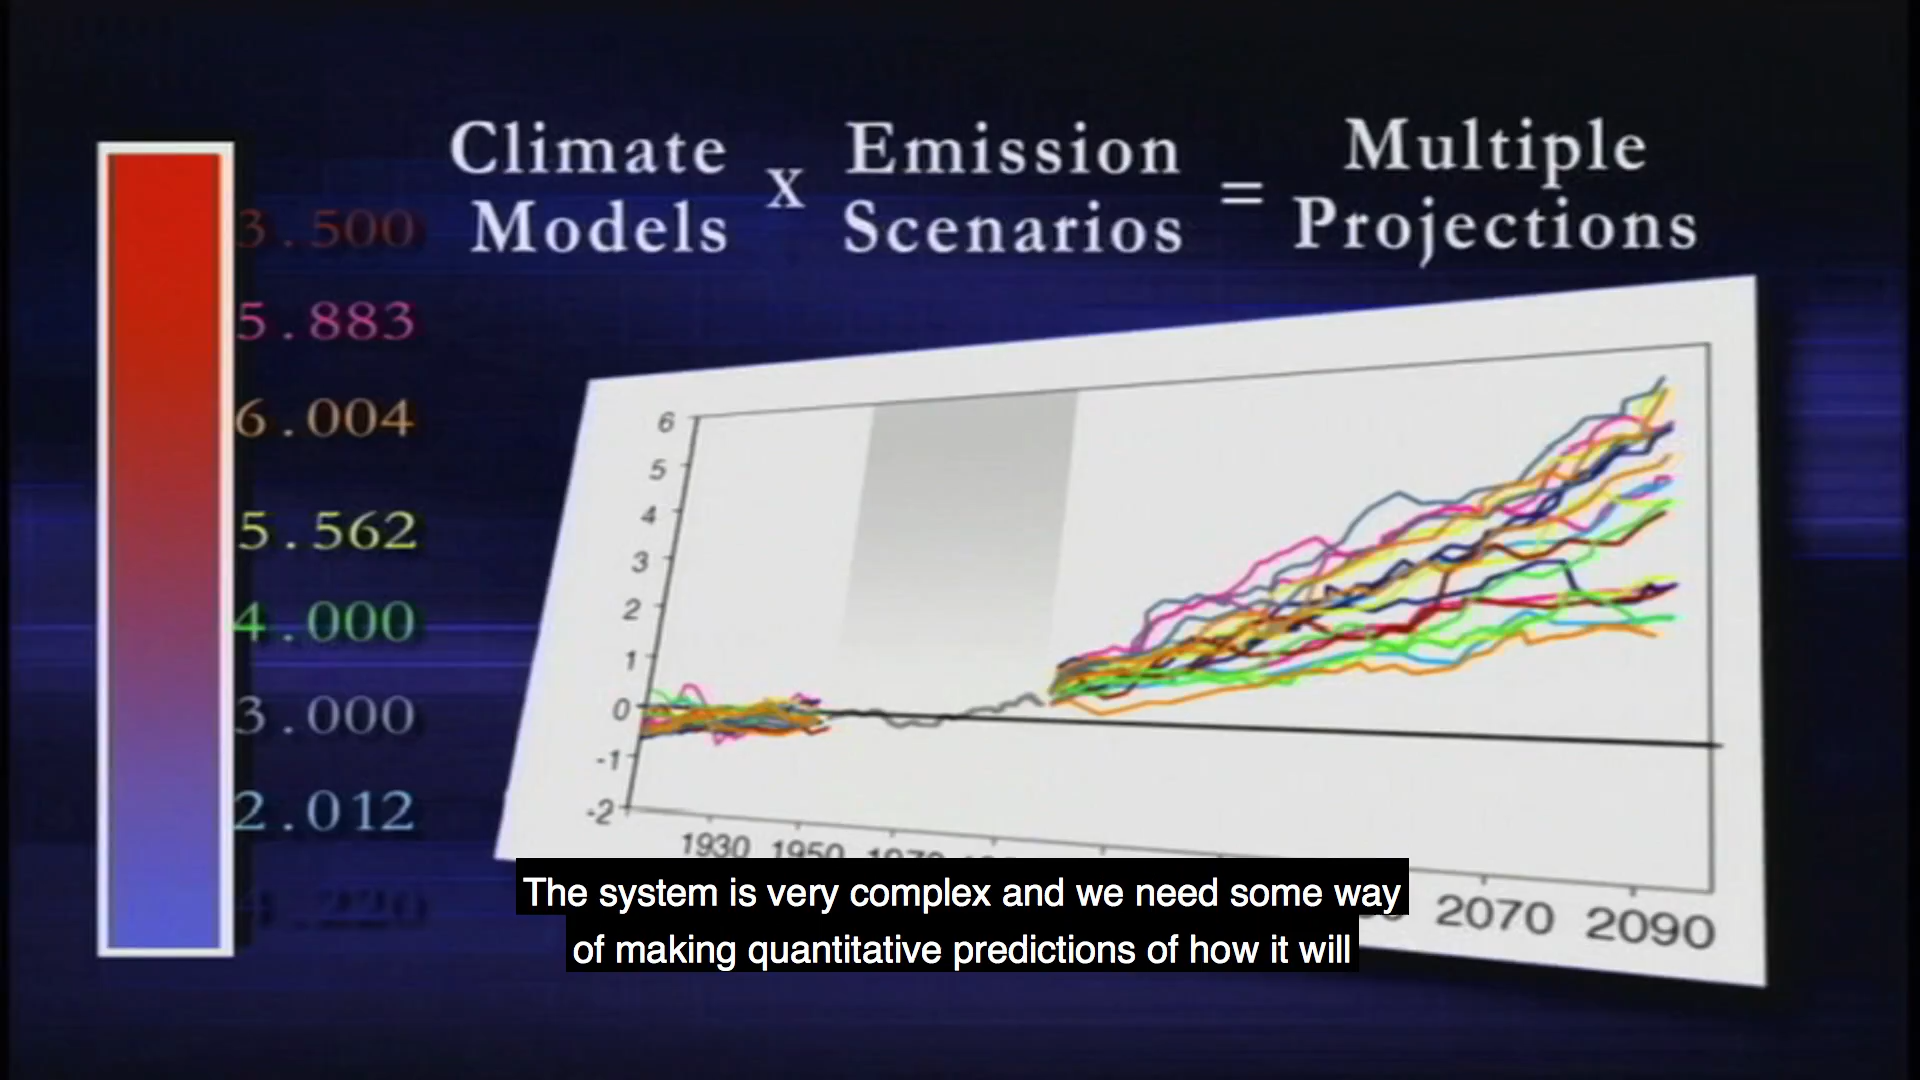 Climate
Models
x
Emission
Scenarios
=
Multiple
Projections
3.500
5.883
6.004
5.562
4.000
3.000
2.012
6
5
4
3
2
1
0
-1
-2
1930 1950 1970
2070 2090
The system is very complex and we need some way
of making quantitative predictions of how it will